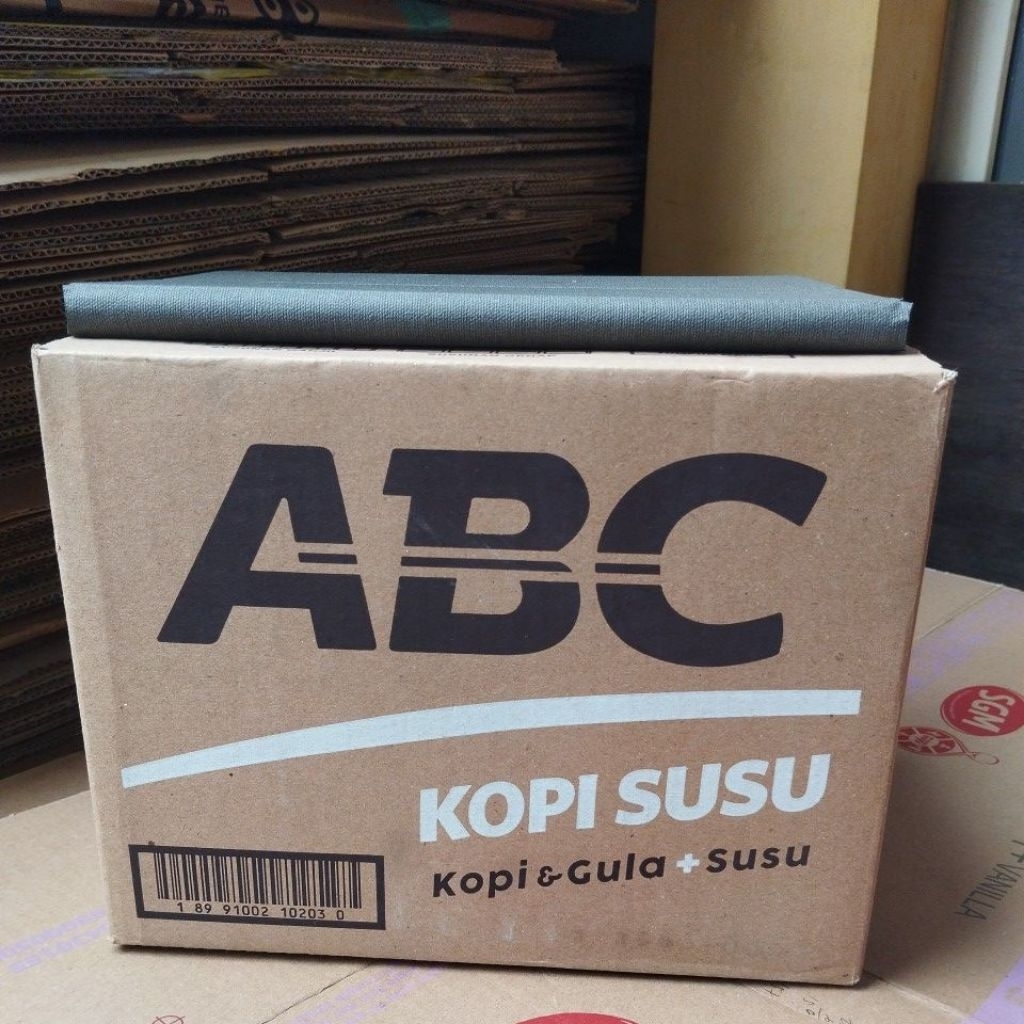 ABC
KOPI SUSU
Kopi & Gula + Susu
1 89 91002 10203 0
SGM
VANILLA